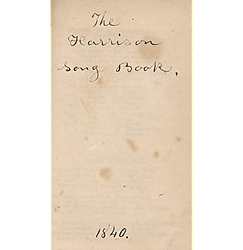 The
Harrison
Song Book.
1840.